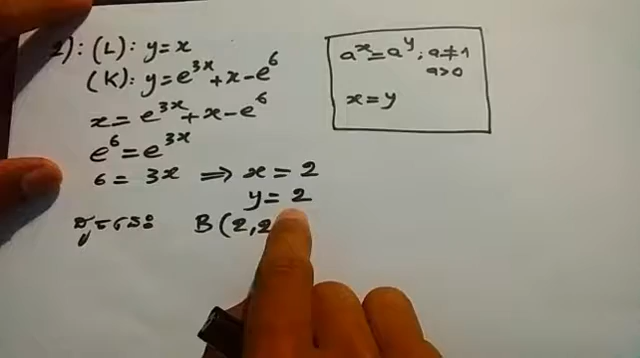 2): (L): y = x
(K): y = e^{3x} + x - e^6
x = e^{3x} + x - e^6
e^6 = e^{3x}
6 = 3x ⇒ x = 2
y = 2
B (2, 2
a^x = a^y ; a ≠ 1
a > 0
x = y